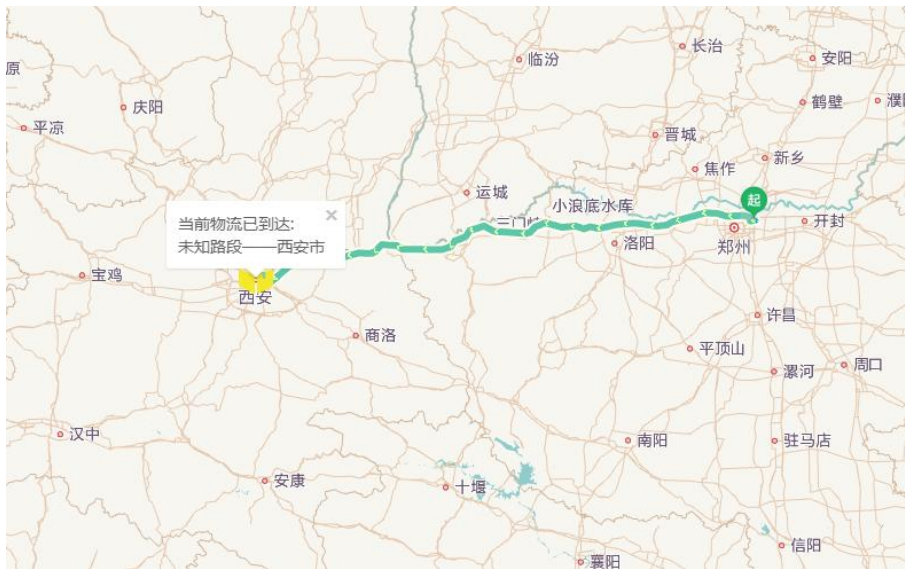 长治
临汾
安阳
原
庆阳
鹤壁
濮
平凉
晋城
新乡
焦作
运城
起
当前物流已到达:
未知路段——西安市
小浪底水库
三门峡
开封
洛阳
郑州
宝鸡
西安
许昌
商洛
平顶山
周口
漯河
汉中
南阳
驻马店
安康
十堰
信阳
襄阳